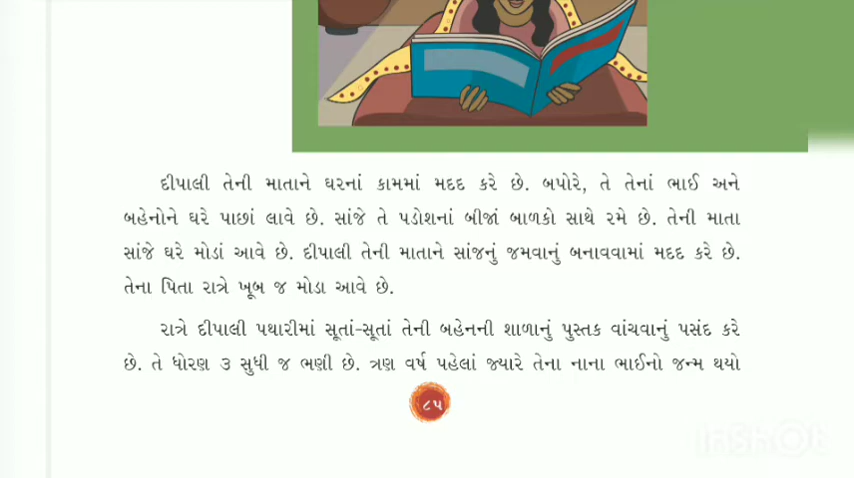 દીપાલી તેની માતાને ઘરનાં કામમાં મદદ કરે છે. બપોરે, તે તેનાં ભાઈ અને
બહેનોને ઘરે પાછાં લાવે છે. સાંજે તે પડોશનાં બીજાં બાળકો સાથે રમે છે. તેની માતા
સાંજે ઘરે મોડાં આવે છે. દીપાલી તેની માતાને સાંજનું જમવાનું બનાવવામાં મદદ કરે છે.
તેના પિતા રાત્રે ખૂબ જ મોડા આવે છે.
રાત્રે દીપાલી પથારીમાં સૂતાં-સૂતાં તેની બહેનની શાળાનું પુસ્તક વાંચવાનું પસંદ કરે
છે. તે ધોરણ ૩ સુધી જ ભણી છે. ત્રણ વર્ષ પહેલાં જ્યારે તેના નાના ભાઈનો જન્મ થયો
૮૫